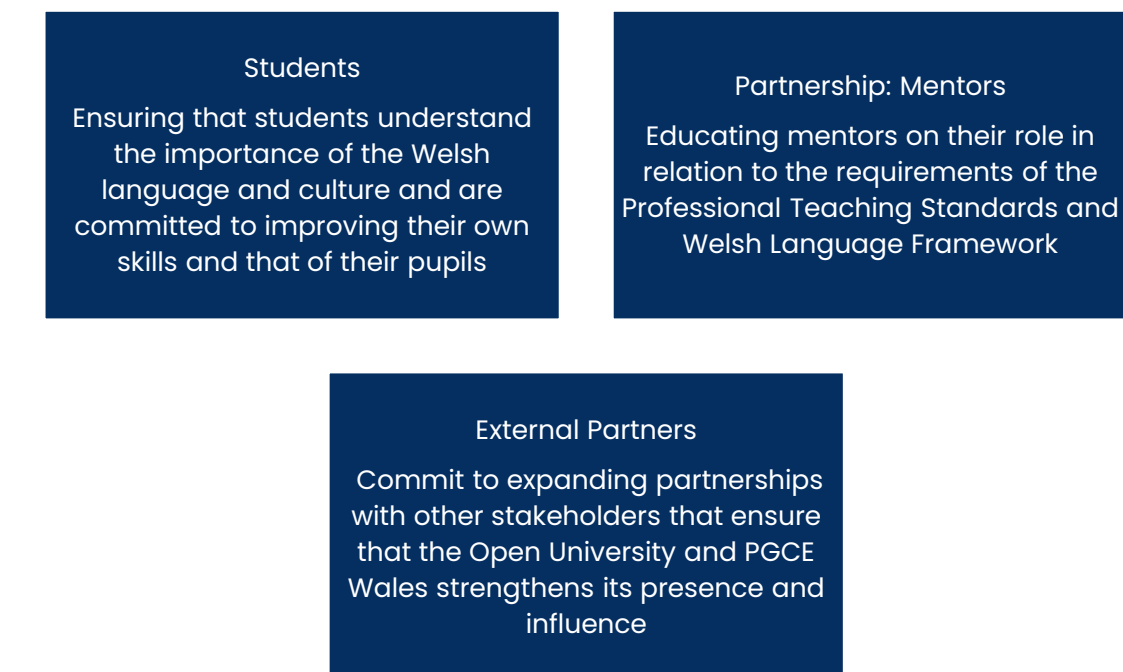 Students
Ensuring that students understand
the importance of the Welsh
language and culture and are
committed to improving their own
skills and that of their pupils
Partnership: Mentors
Educating mentors on their role in
relation to the requirements of the
Professional Teaching Standards and
Welsh Language Framework
External Partners
Commit to expanding partnerships
with other stakeholders that ensure
that the Open University and PGCE
Wales strengthens its presence and
influence